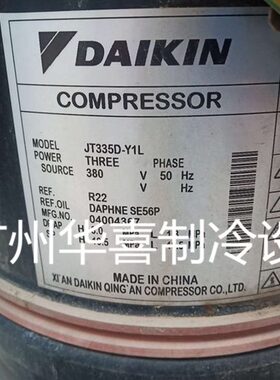 DAIKIN
COMPRESSOR
MODEL JT335D-Y1L
POWER THREE PHASE
SOURCE 380 V 50 Hz
V Hz
REF. R22
REF.OIL DAPHNE SE56P
MFG.NO. 04004367
州华喜制冷设
MADE IN CHINA
XI'AN DAIKIN QING'AN COMPRESSOR CO.,LTD.